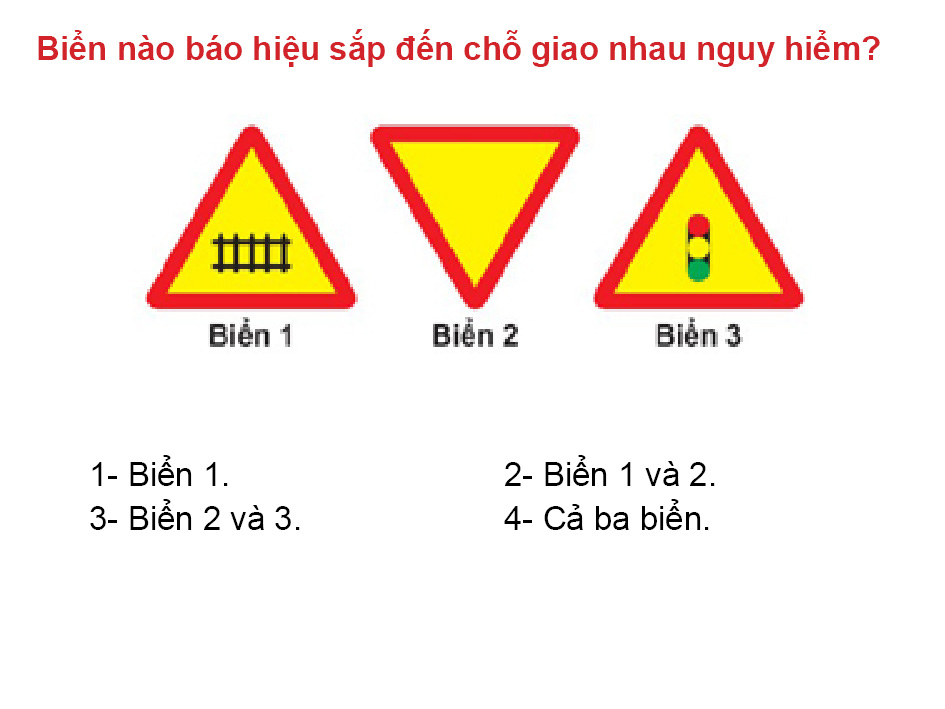 Biển nào báo hiệu sắp đến chỗ giao nhau nguy hiểm?
Biển 1 Biển 2 Biển 3
1- Biển 1. 2- Biển 1 và 2.
3- Biển 2 và 3. 4- Cả ba biển.